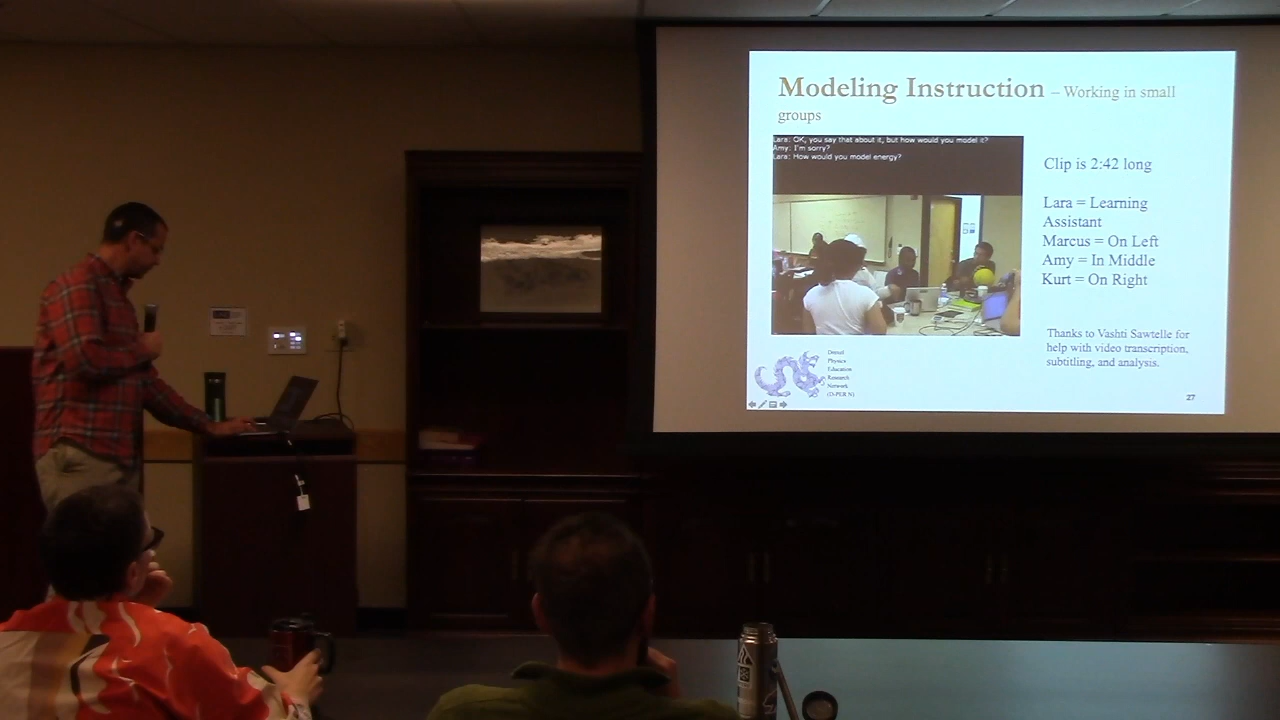 Modeling Instruction – Working in small
groups
Lara: OK, you say that about it, but how would you model it?
Amy: I'm sorry?
Lara: How would you model energy?
Clip is 2:42 long
Lara = Learning
Assistant
Marcus = On Left
Amy = In Middle
Kurt = On Right
Thanks to Vashti Sawtelle for
help with video transcription,
subtitling, and analysis.
Detroit
Physics
Education
Research
Network
(D-PER N)
27